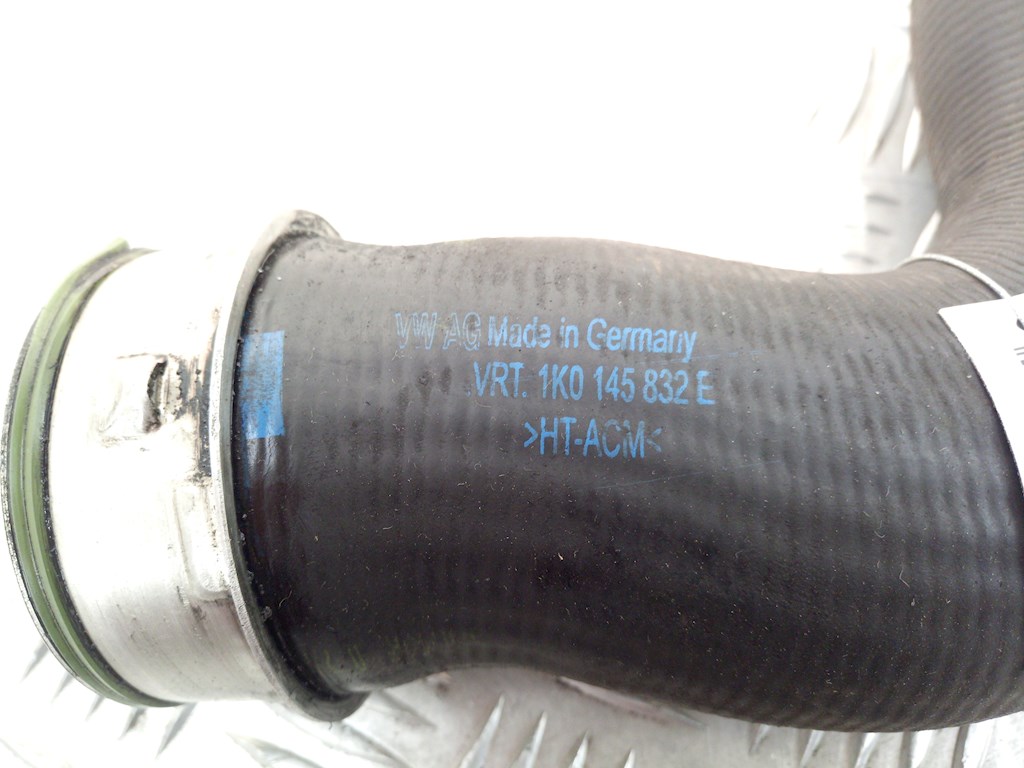 VW AG Made in Germany
VRT. 1K0 145 832 E
>HT-ACM<